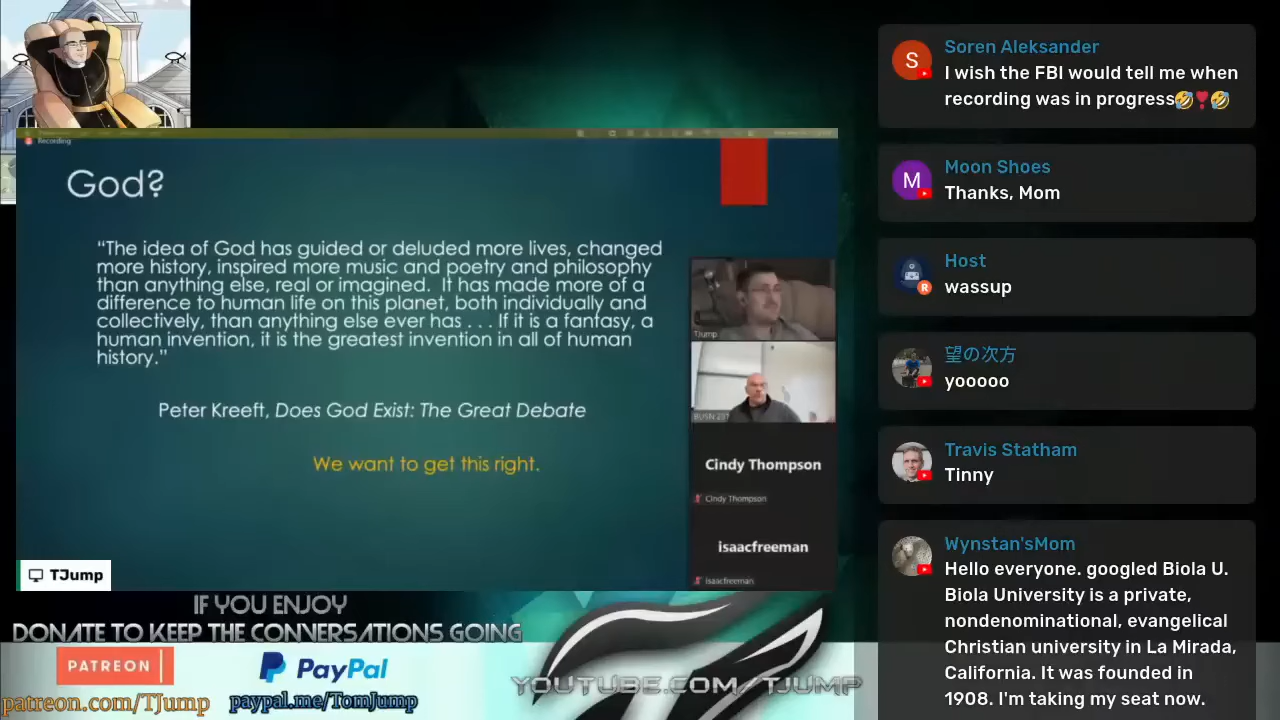 Recording
God?
“The idea of God has guided or deluded more lives, changed
more history, inspired more music and poetry and philosophy
than anything else, real or imagined.  It has made more of a
difference to human life on this planet, both individually and
collectively, than anything else ever has . . . If it is a fantasy, a
human invention, it is the greatest invention in all of human
history.”
Peter Kreeft, Does God Exist: The Great Debate
We want to get this right.
TJump
Cindy Thompson
Cindy Thompson
isaacfreeman
isaacfreeman
TJump
IF YOU ENJOY
DONATE TO KEEP THE CONVERSATIONS GOING
PATREON
PayPal
patreon.com/TJump
paypal.me/TomJump
YOUTUBE.COM/TJUMP
S
Soren Aleksander
I wish the FBI would tell me when
recording was in progress🤣❣️🤣
M
Moon Shoes
Thanks, Mom
Host
wassup
R
望の次方
yooooo
Travis Statham
Tinny
Wynstan'sMom
Hello everyone. googled Biola U.
Biola University is a private,
nondenominational, evangelical
Christian university in La Mirada,
California. It was founded in
1908. I'm taking my seat now.